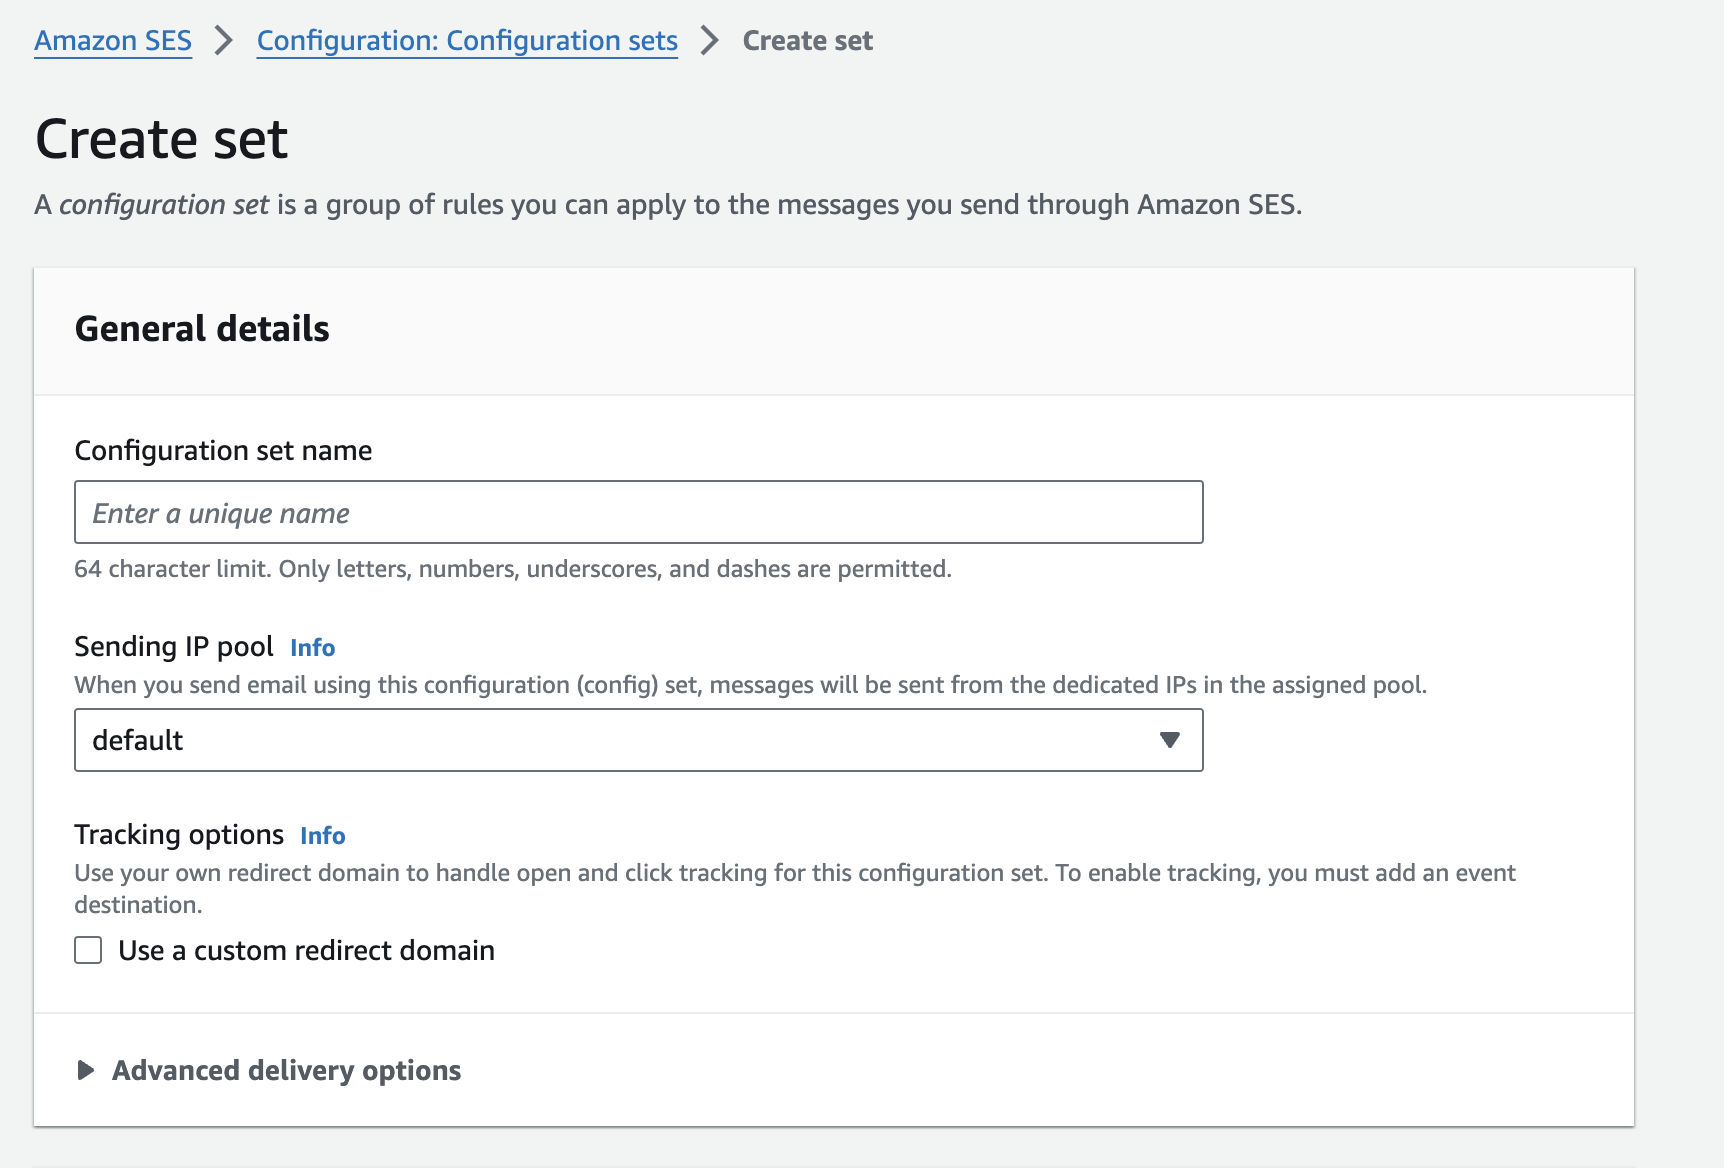 Amazon SES > Configuration: Configuration sets > Create set
Create set
A configuration set is a group of rules you can apply to the messages you send through Amazon SES.
General details
Configuration set name
Enter a unique name
64 character limit. Only letters, numbers, underscores, and dashes are permitted.
Sending IP pool Info
When you send email using this configuration (config) set, messages will be sent from the dedicated IPs in the assigned pool.
default
Tracking options Info
Use your own redirect domain to handle open and click tracking for this configuration set. To enable tracking, you must add an event
destination.
Use a custom redirect domain
Advanced delivery options